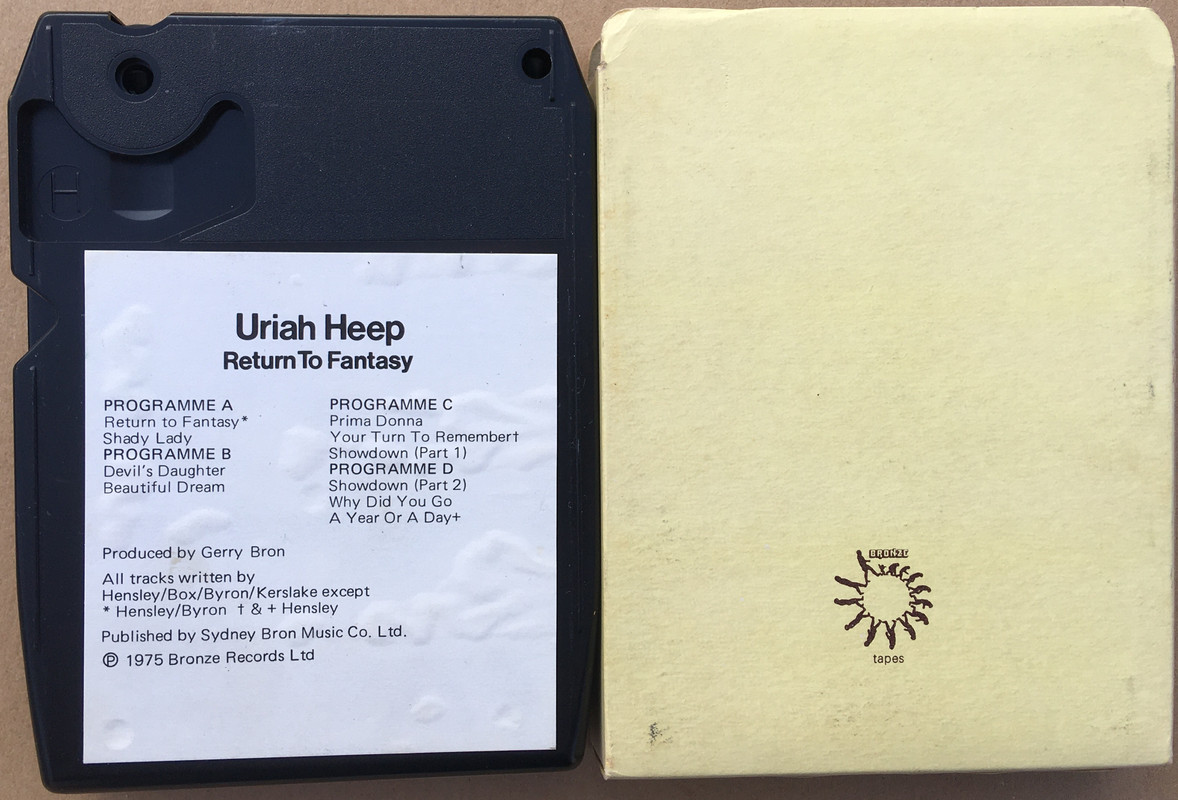 Uriah Heep
Return To Fantasy
PROGRAMME A
Return to Fantasy*
Shady Lady
PROGRAMME B
Devil's Daughter
Beautiful Dream
PROGRAMME C
Prima Donna
Your Turn To Remember†
Showdown (Part 1)
PROGRAMME D
Showdown (Part 2)
Why Did You Go
A Year Or A Day+
Produced by Gerry Bron
All tracks written by
Hensley/Box/Byron/Kerslake except
* Hensley/Byron † & + Hensley
Published by Sydney Bron Music Co. Ltd.
℗ 1975 Bronze Records Ltd
BRONZE
tapes